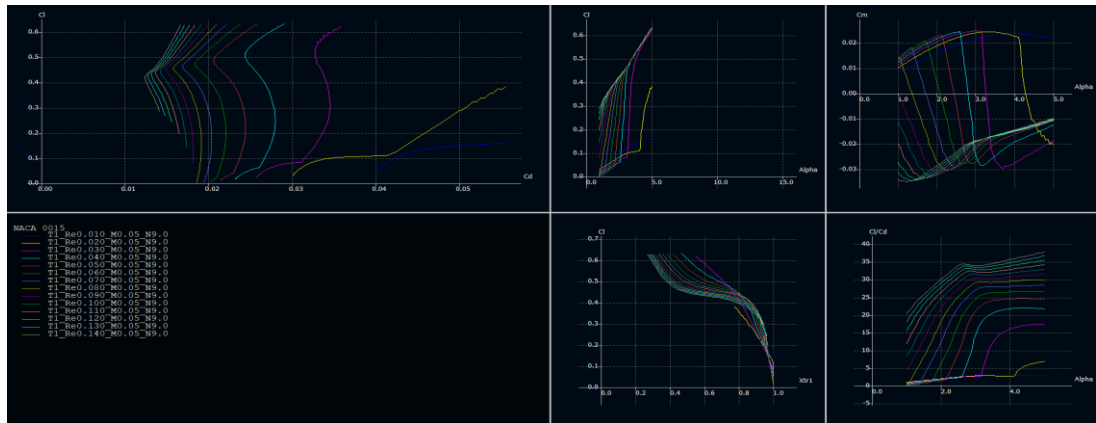 Cl
0.6
0.5
0.4
0.3
0.2
0.1
0.0
0.00 0.01 0.02 0.03 0.04 0.05
Cd
Cl
0.6
0.5
0.4
0.3
0.2
0.1
0.0
0.0 5.0 10.0 15.0
Alpha
Cm
0.03
0.02
0.01
0.0 1.0 2.0 3.0 4.0 5.0
Alpha
-0.01
-0.02
-0.03
NACA 0015
T1_Re0.010_M0.05_N9.0
T1_Re0.020_M0.05_N9.0
T1_Re0.030_M0.05_N9.0
T1_Re0.040_M0.05_N9.0
T1_Re0.050_M0.05_N9.0
T1_Re0.060_M0.05_N9.0
T1_Re0.070_M0.05_N9.0
T1_Re0.080_M0.05_N9.0
T1_Re0.090_M0.05_N9.0
T1_Re0.100_M0.05_N9.0
T1_Re0.110_M0.05_N9.0
T1_Re0.120_M0.05_N9.0
T1_Re0.130_M0.05_N9.0
T1_Re0.140_M0.05_N9.0
Cl
0.7
0.6
0.5
0.4
0.3
0.2
0.1
0.0
0.0 0.2 0.4 0.6 0.8 1.0
Xtr1
Cl/Cd
40
35
30
25
20
15
10
5
0
-5
2.0 4.0
Alpha